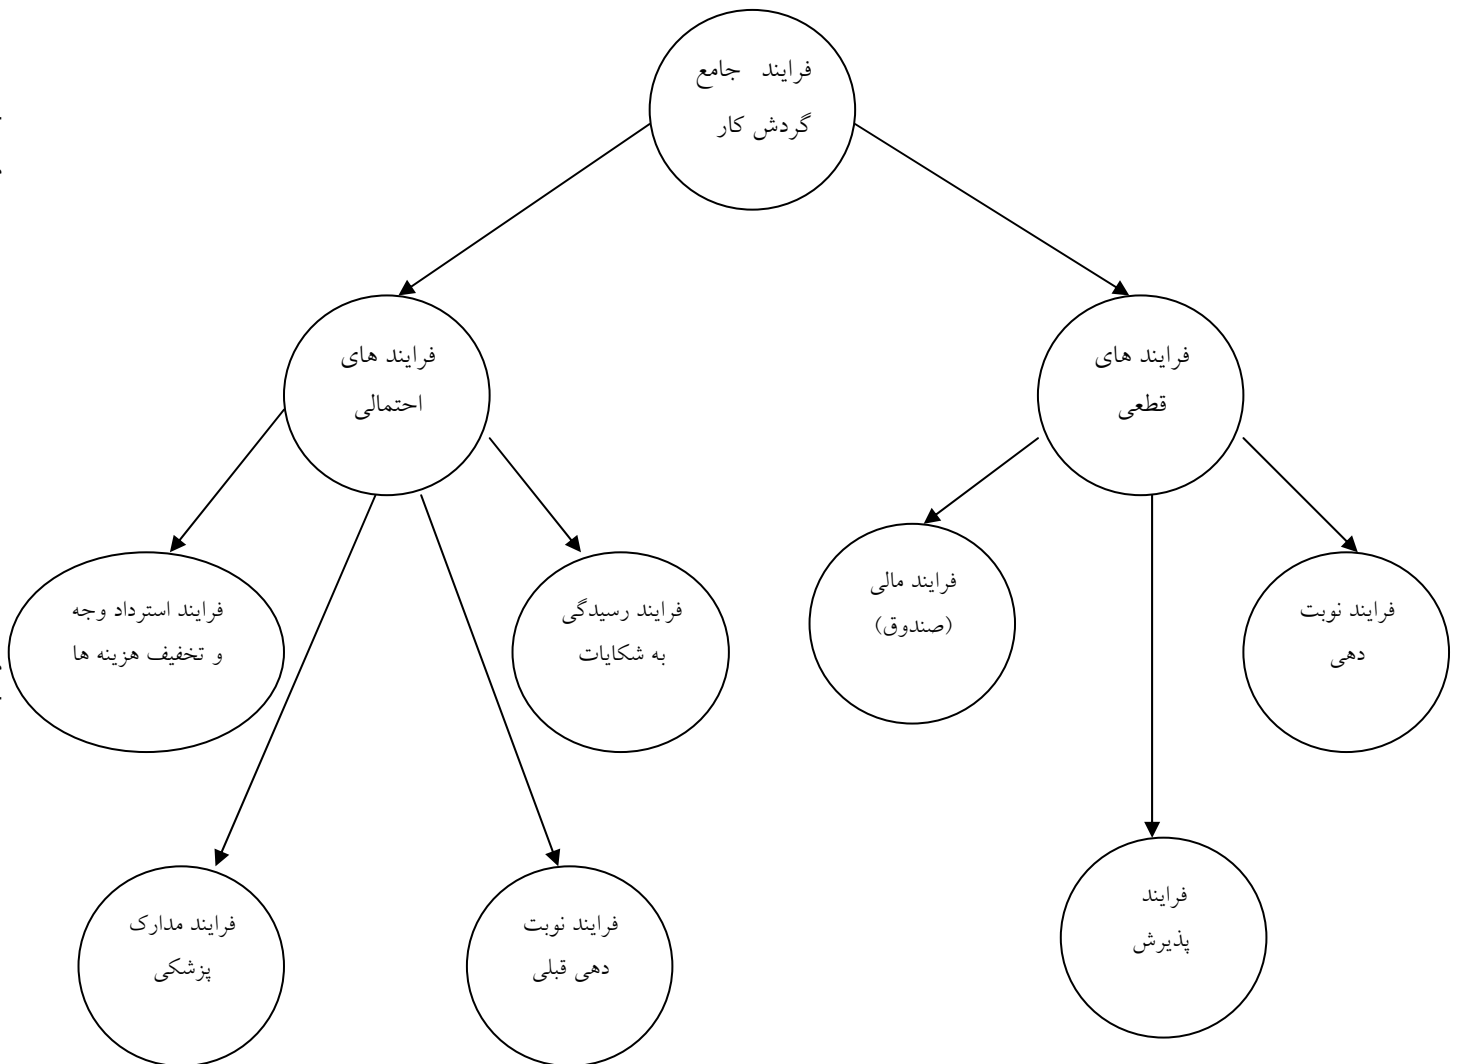 فرایند جامع
گردش کار
فرایند های
قطعی
فرایند های
احتمالی
فرایند نوبت
دهی
فرایند مالی
(صندوق)
فرایند رسیدگی
به شکایات
فرایند استرداد وجه
و تخفیف هزینه ها
فرایند
پذیرش
فرایند نوبت
دهی قبلی
فرایند مدارک
پزشکی